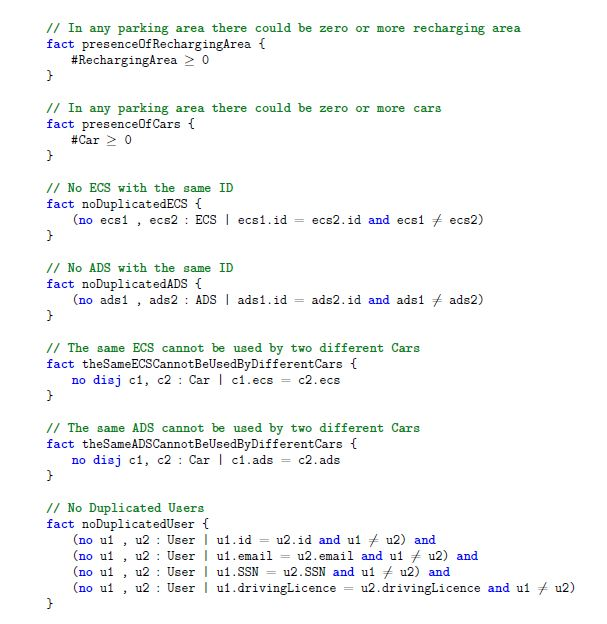 // In any parking area there could be zero or more recharging area
fact presenceOfRechargingArea {
#RechargingArea ≥ 0
}
// In any parking area there could be zero or more cars
fact presenceOfCars {
#Car ≥ 0
}
// No ECS with the same ID
fact noDuplicatedECS {
(no ecs1 , ecs2 : ECS | ecs1.id = ecs2.id and ecs1 ≠ ecs2)
}
// No ADS with the same ID
fact noDuplicatedADS {
(no ads1 , ads2 : ADS | ads1.id = ads2.id and ads1 ≠ ads2)
}
// The same ECS cannot be used by two different Cars
fact theSameECSCannotBeUsedByDifferentCars {
no disj c1, c2 : Car | c1.ecs = c2.ecs
}
// The same ADS cannot be used by two different Cars
fact theSameADSCannotBeUsedByDifferentCars {
no disj c1, c2 : Car | c1.ads = c2.ads
}
// No Duplicated Users
fact noDuplicatedUser {
(no u1 , u2 : User | u1.id = u2.id and u1 ≠ u2) and
(no u1 , u2 : User | u1.email = u2.email and u1 ≠ u2) and
(no u1 , u2 : User | u1.SSN = u2.SSN and u1 ≠ u2) and
(no u1 , u2 : User | u1.drivingLicence = u2.drivingLicence and u1 ≠ u2)
}